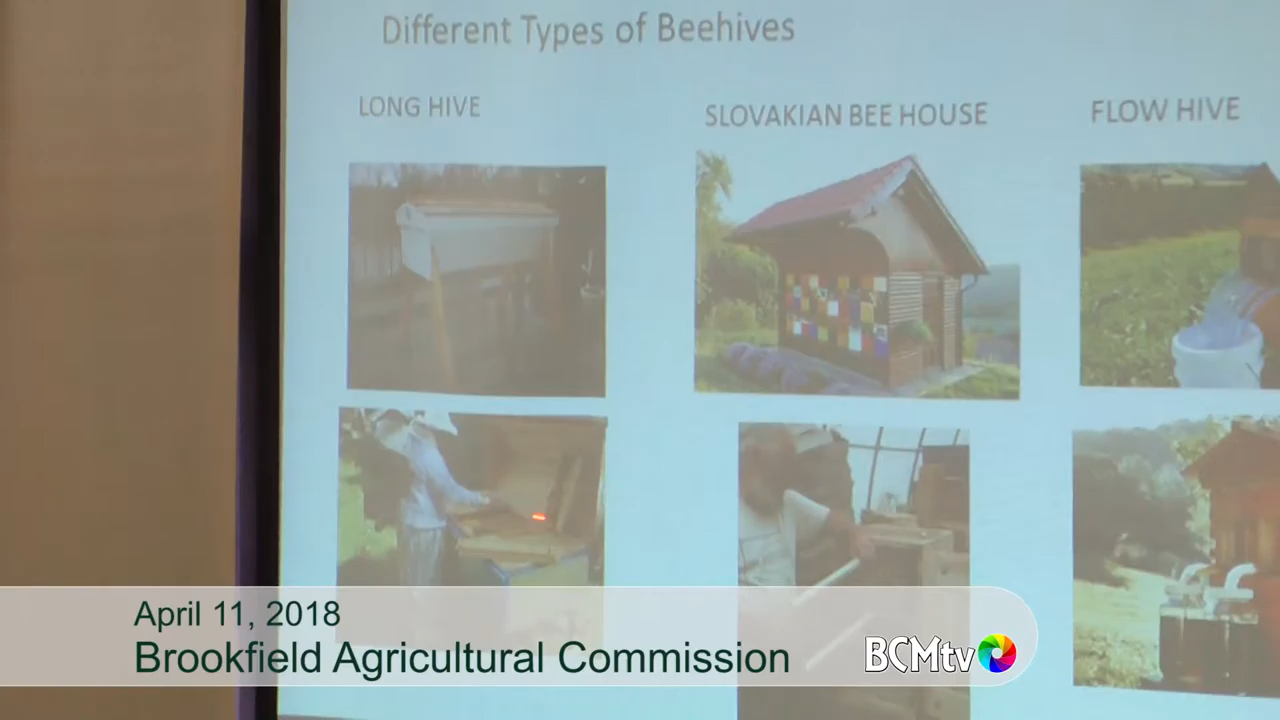 Different Types of Beehives
LONG HIVE
SLOVAKIAN BEE HOUSE
FLOW HIVE
April 11, 2018
Brookfield Agricultural Commission
BCMtv